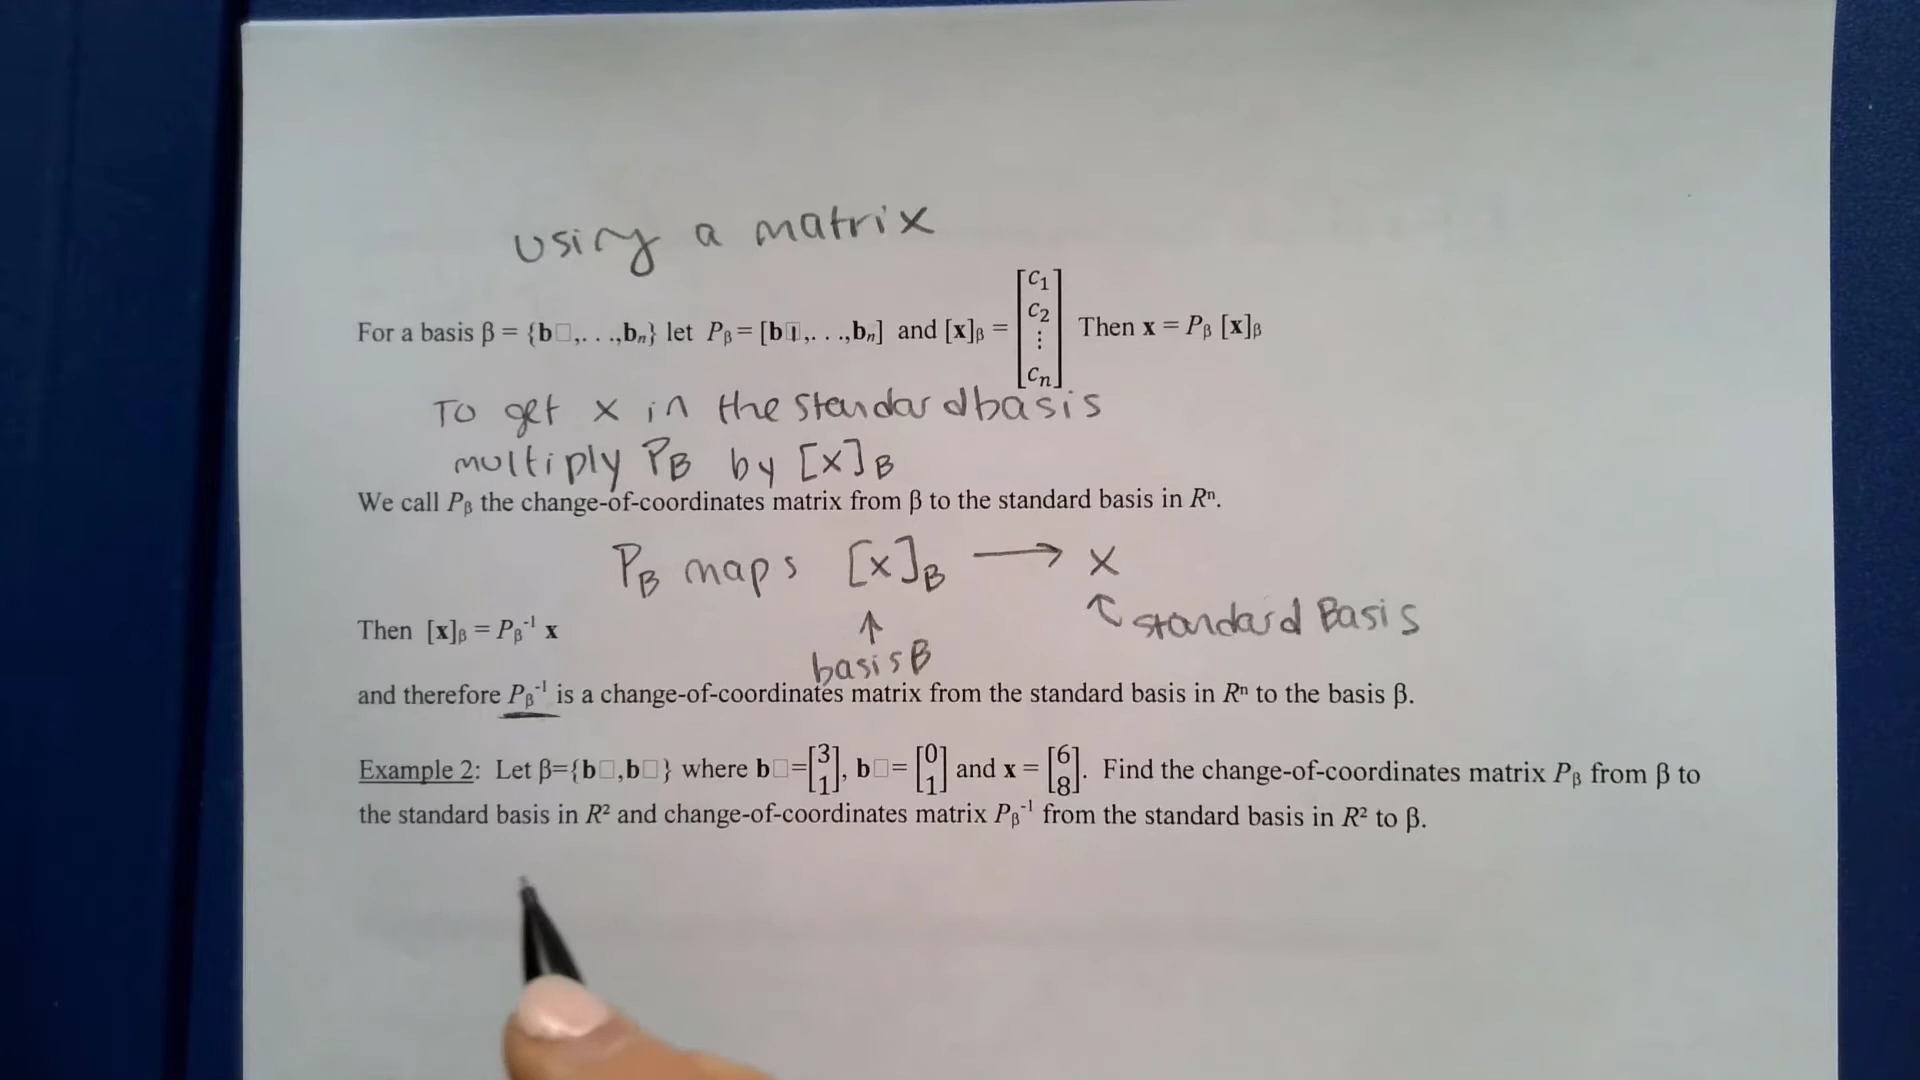 using a matrix
For a basis β = {b□,. . .,bₙ} let Pᵦ = [b□,. . .,bₙ] and [x]ᵦ = [c₁ c₂ ⋮ cₙ] Then x = Pᵦ [x]ᵦ
To get x in the standard basis
multiply P_B by [x]_B
We call Pᵦ the change-of-coordinates matrix from β to the standard basis in Rⁿ.
P_B maps [x]_B → x
↑ basis B
↖ standard Basis
Then [x]ᵦ = Pᵦ⁻¹ x
and therefore Pᵦ⁻¹ is a change-of-coordinates matrix from the standard basis in Rⁿ to the basis β.
Example 2: Let β={b□,b□} where b□=[3 1], b□= [0 1] and x = [6 8]. Find the change-of-coordinates matrix Pᵦ from β to
the standard basis in R² and change-of-coordinates matrix Pᵦ⁻¹ from the standard basis in R² to β.